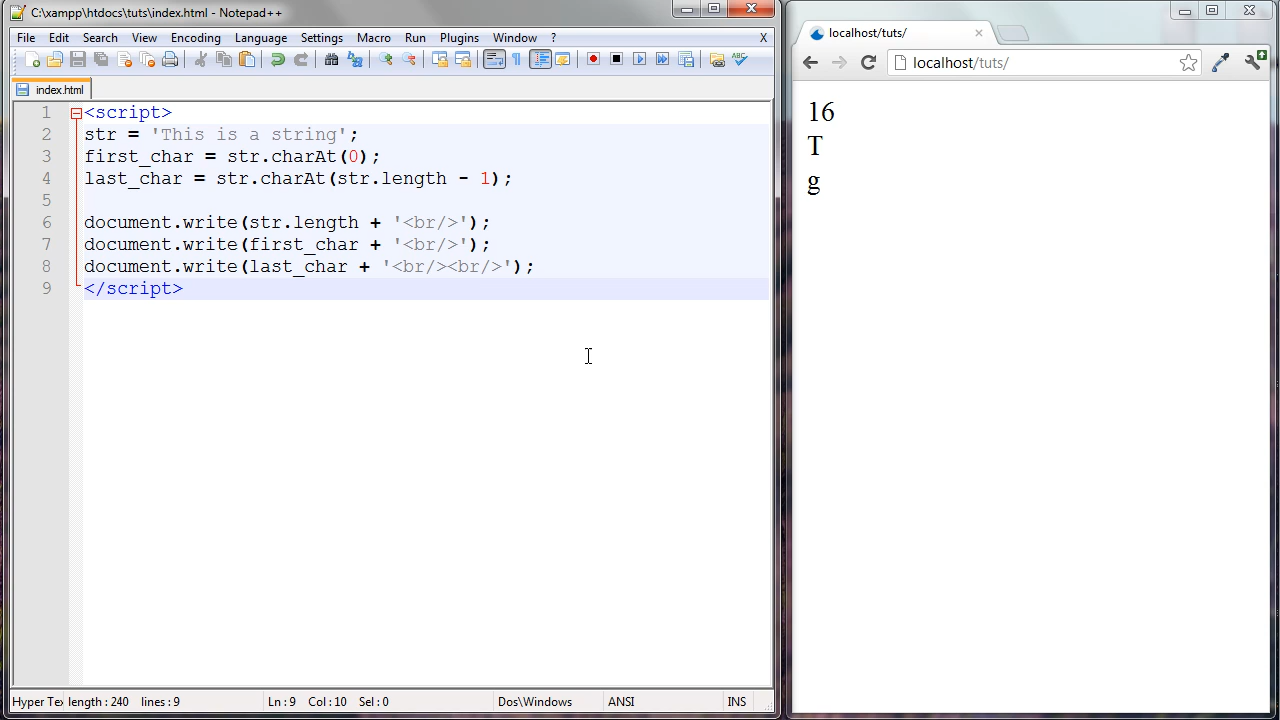 C:\xampp\htdocs\tuts\index.html - Notepad++
File Edit Search View Encoding Language Settings Macro Run Plugins Window ? X
index.html
1 <script>
2 str = 'This is a string';
3 first_char = str.charAt(0);
4 last_char = str.charAt(str.length - 1);
5
6 document.write(str.length + '<br/>');
7 document.write(first_char + '<br/>');
8 document.write(last_char + '<br/><br/>');
9 </script>
Hyper Tex length : 240 lines : 9 Ln : 9 Col : 10 Sel : 0 Dos\Windows ANSI INS
localhost/tuts/
localhost/tuts/
16
T
g